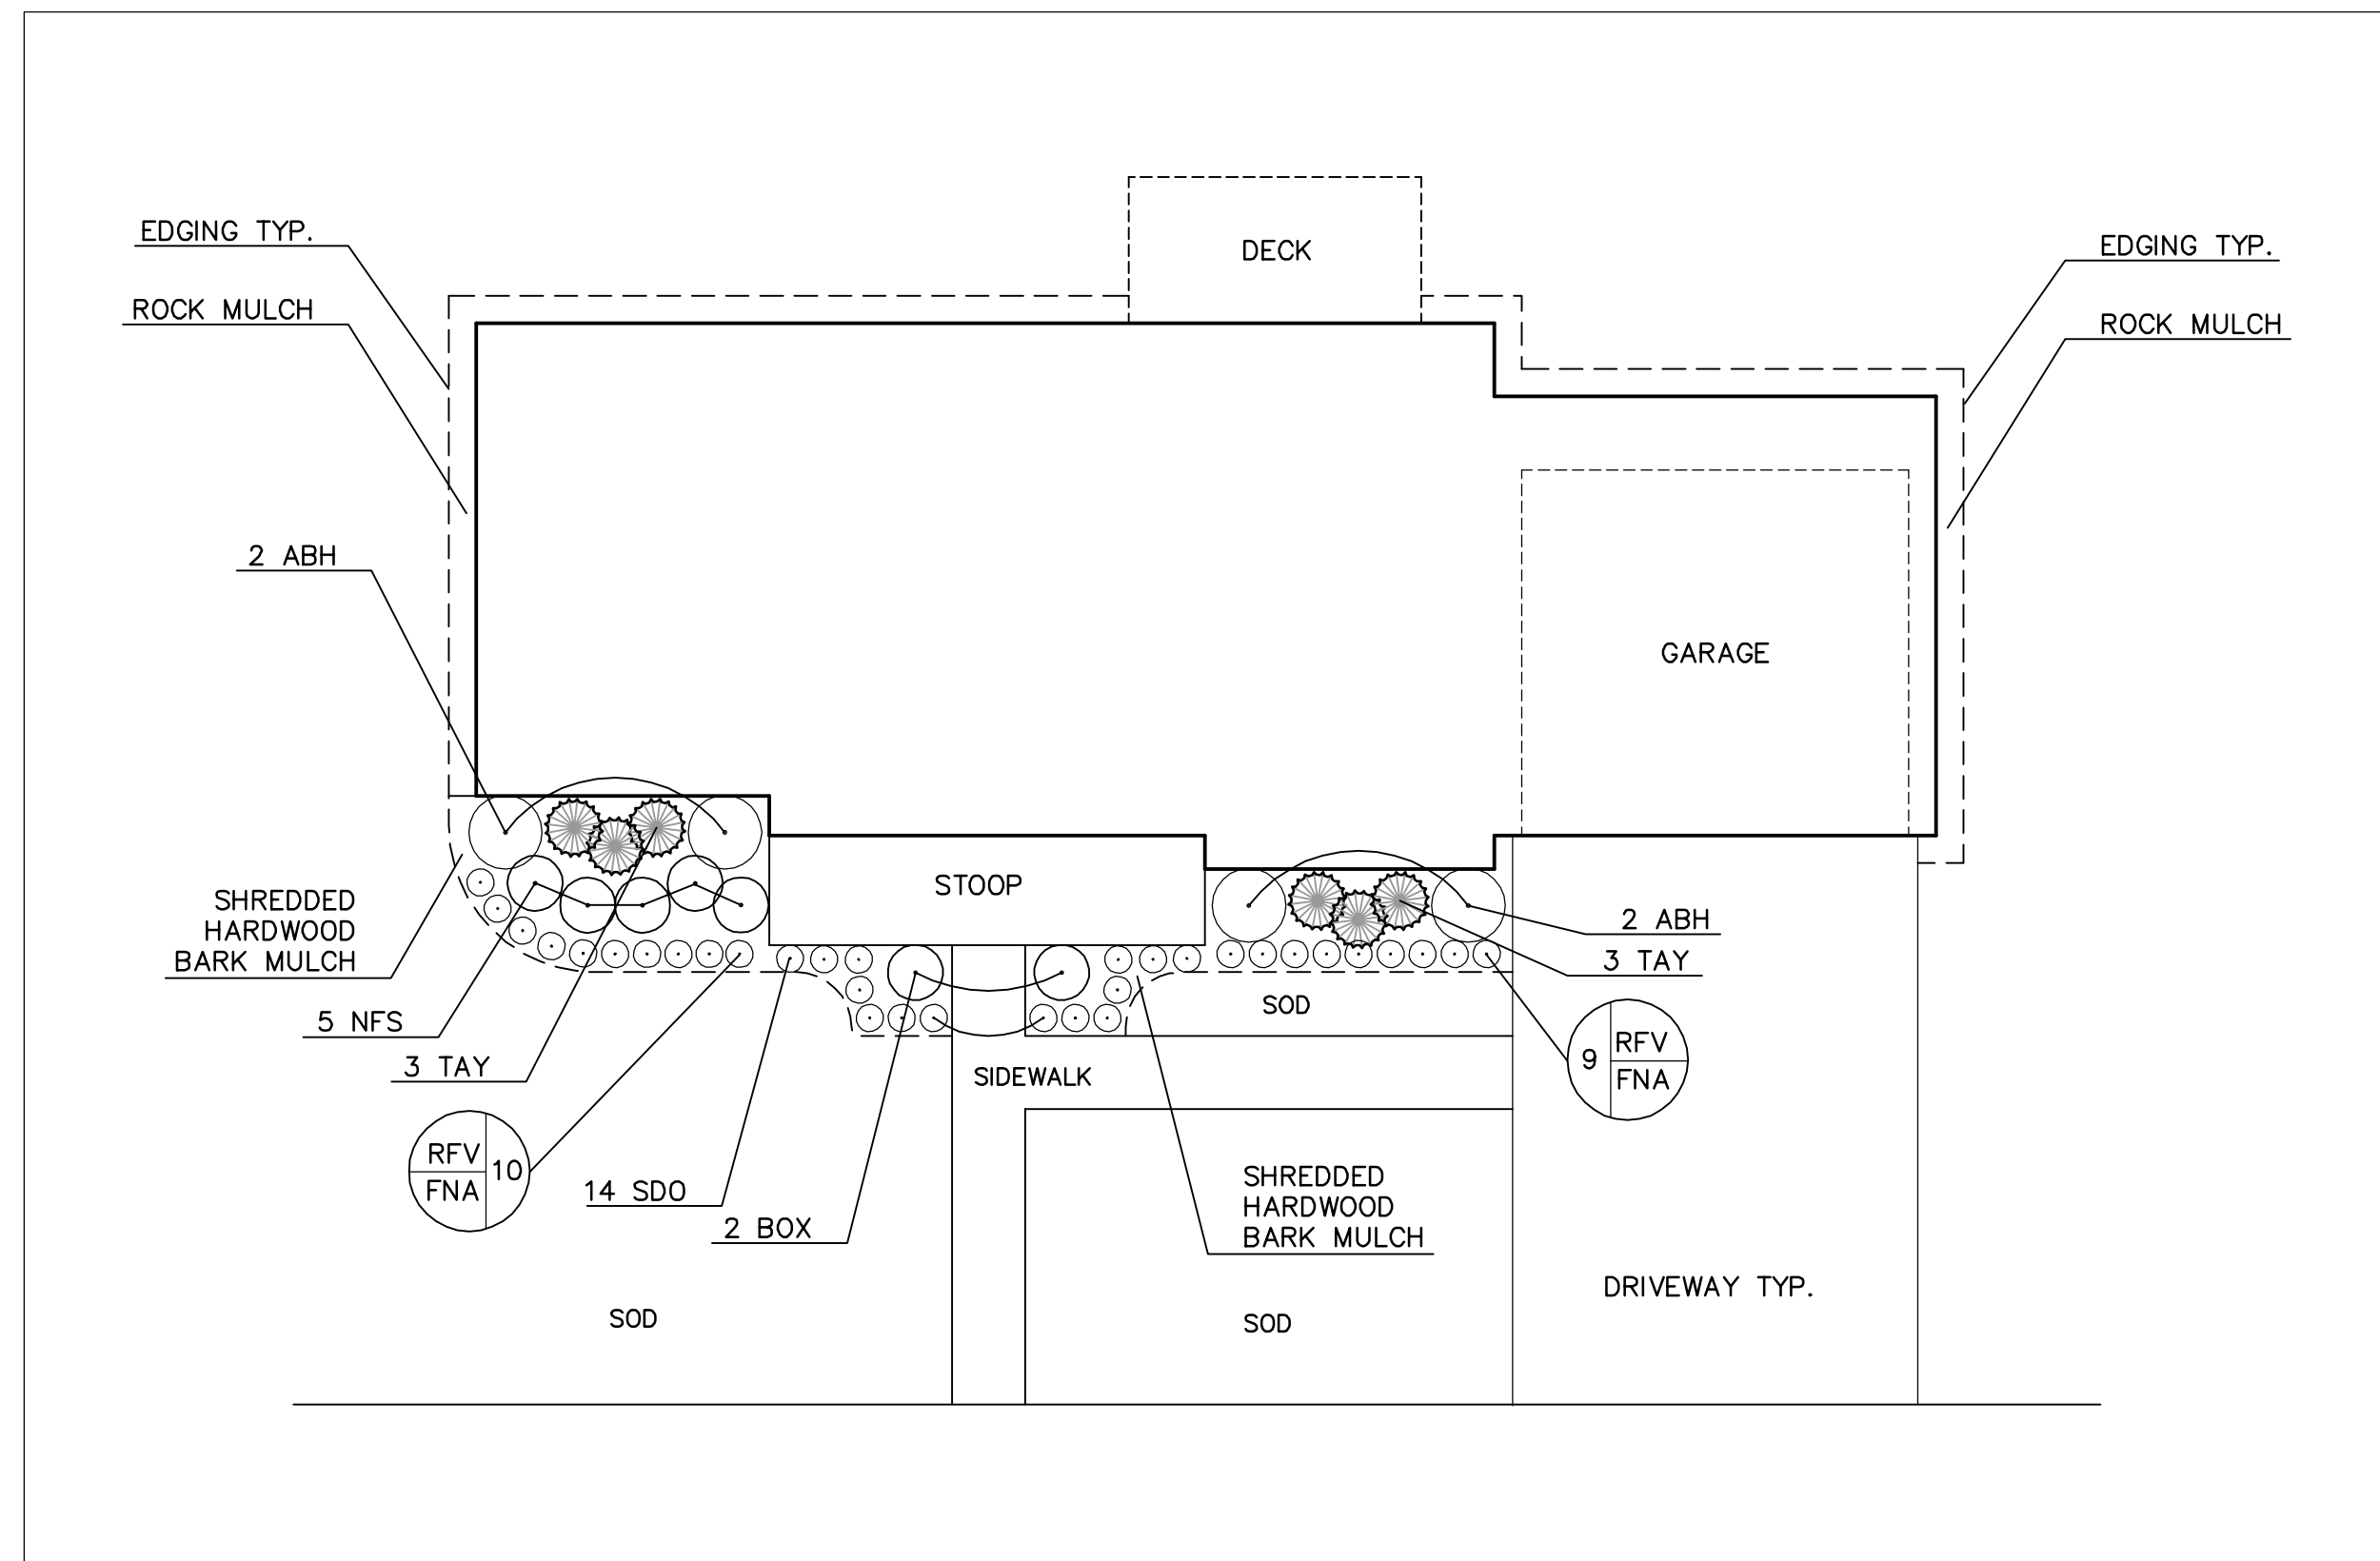 EDGING TYP.
EDGING TYP.
DECK
ROCK MULCH
ROCK MULCH
2 ABH
GARAGE
SHREDDED
HARDWOOD
BARK MULCH
STOOP
2 ABH
3 TAY
SOD
5 NFS
3 TAY
SIDEWALK
9
RFV
FNA
RFV
FNA
10
14 SDO
2 BOX
SHREDDED
HARDWOOD
BARK MULCH
DRIVEWAY TYP.
SOD
SOD